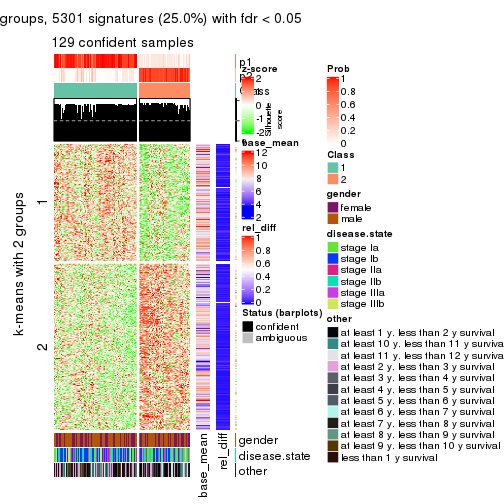 groups, 5301 signatures (25.0%) with fdr < 0.05
129 confident samples
p1
p2
Class
Silhouette
score
z-score
2
1
0
-1
-2
base_mean
12
10
8
6
4
2
rel_diff
1
0.8
0.6
0.4
0.2
0
Status (barplots)
confident
ambiguous
Prob
1
0.8
0.6
0.4
0.2
0
Class
1
2
gender
female
male
disease.state
stage Ia
stage Ib
stage IIa
stage IIb
stage IIIa
stage IIIb
other
at least 1 y. less than 2 y survival
at least 10 y. less than 11 y survival
at least 11 y. less than 12 y survival
at least 2 y. less than 3 y survival
at least 3 y. less than 4 y survival
at least 4 y. less than 5 y survival
at least 5 y. less than 6 y survival
at least 6 y. less than 7 y survival
at least 7 y. less than 8 y survival
at least 8 y. less than 9 y survival
at least 9 y. less than 10 y survival
less than 1 y survival
k-means with 2 groups
1
2
gender
disease.state
other
base_mean
rel_diff